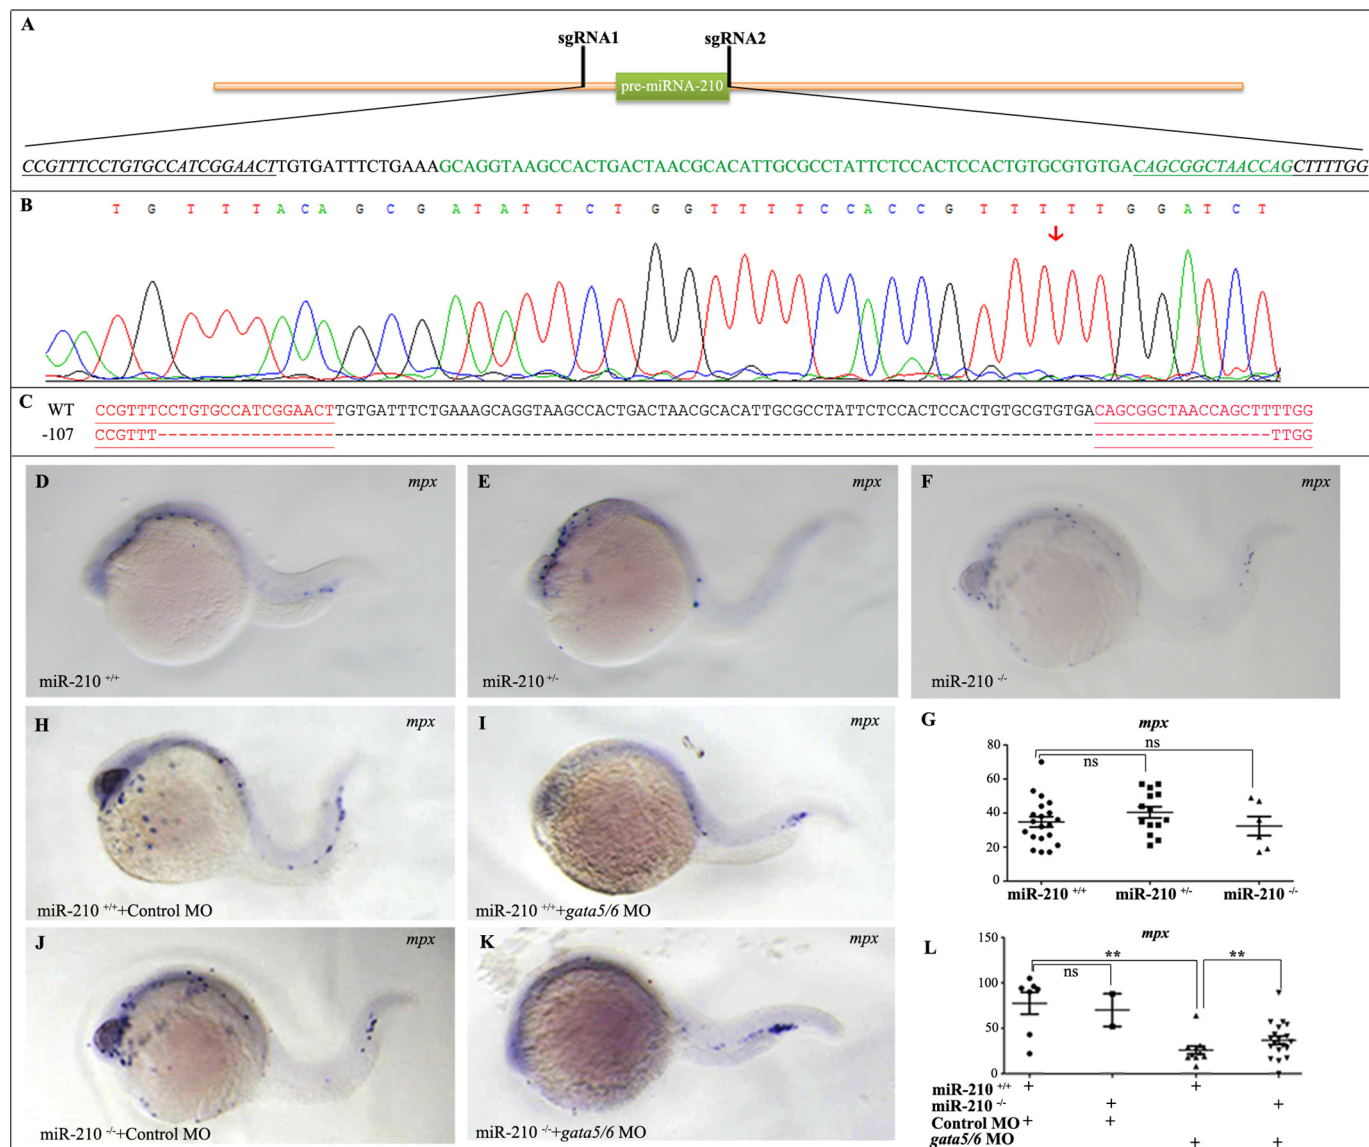 A
sgRNA1 sgRNA2
pre-miRNA-210
CCGTTTCCTGTGCCATCGGAACTTGTGATTTCTGAAAGCAGGTAAGCCACTGACTAACGCACATTGCGCCTATTCTCCACTCCACTGTGCGTGTGACAGCGGCTAACCAGCTTTTGG
B
T G T T T A C A G C G A T A T T C T G G T T T T C C A C C G T T T T T G G A T C T
C
WT CCGTTTCCTGTGCCATCGGAACTTGTGATTTCTGAAAGCAGGTAAGCCACTGACTAACGCACATTGCGCCTATTCTCCACTCCACTGTGCGTGTGACAGCGGCTAACCAGCTTTTGG
-107 CCGTTT-----------------------------------------------------------------------------------------------------------TTGG
D mpx
miR-210 +/+
E mpx
miR-210 +/-
F mpx
miR-210 -/-
G
mpx
ns
ns
80
60
40
20
0
miR-210 +/+ miR-210 +/- miR-210 -/-
H mpx
miR-210 +/++Control MO
I mpx
miR-210 +/++gata5/6 MO
J mpx
miR-210 -/-+Control MO
K mpx
miR-210 -/-+gata5/6 MO
L
mpx
** **
ns
150
100
50
0
miR-210 +/+ + +
miR-210 -/- + +
Control MO + +
gata5/6 MO + +